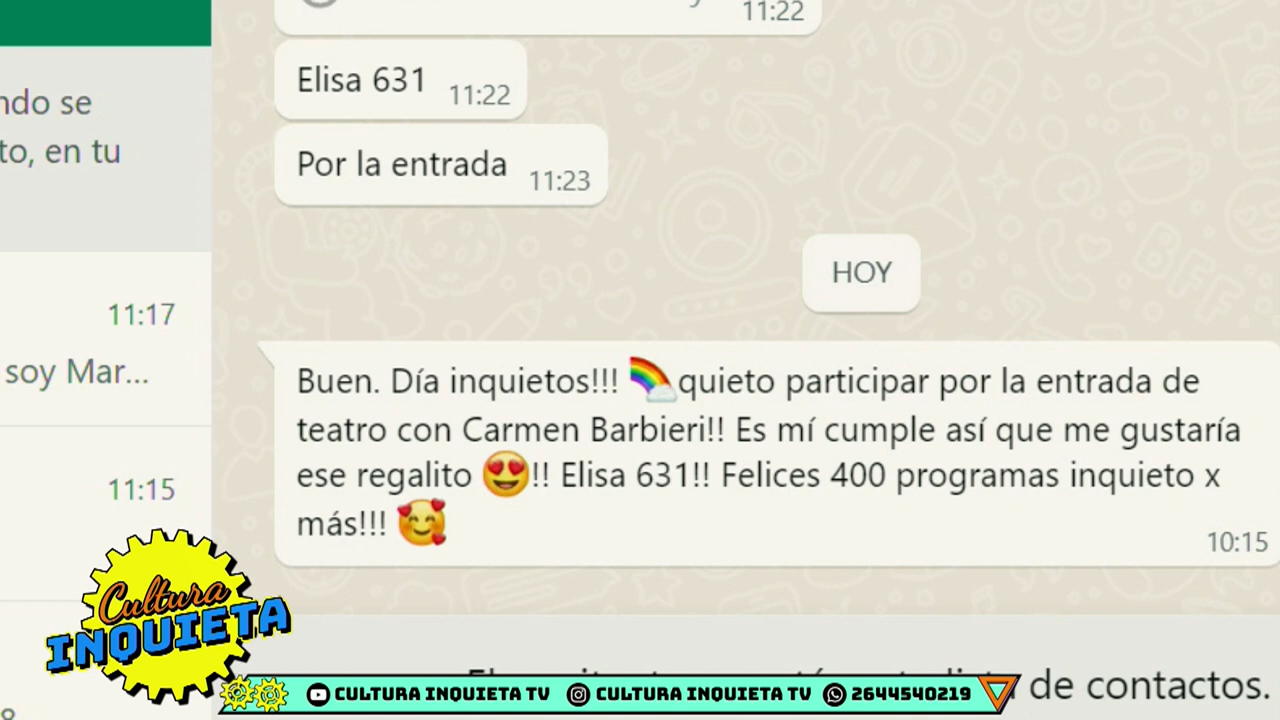 11:22
Elisa 631 11:22
Por la entrada 11:23
HOY
Buen. Día inquietos!!! 🌈quieto participar por la entrada de
teatro con Carmen Barbieri!! Es mí cumple así que me gustaría
ese regalito 😍!! Elisa 631!! Felices 400 programas inquieto x
más!!! 🥰
10:15
ndo se
to, en tu
11:17
soy Mar...
11:15
Cultura
INQUIETA
de contactos.
CULTURA INQUIETA TV CULTURA INQUIETA TV 2644540219